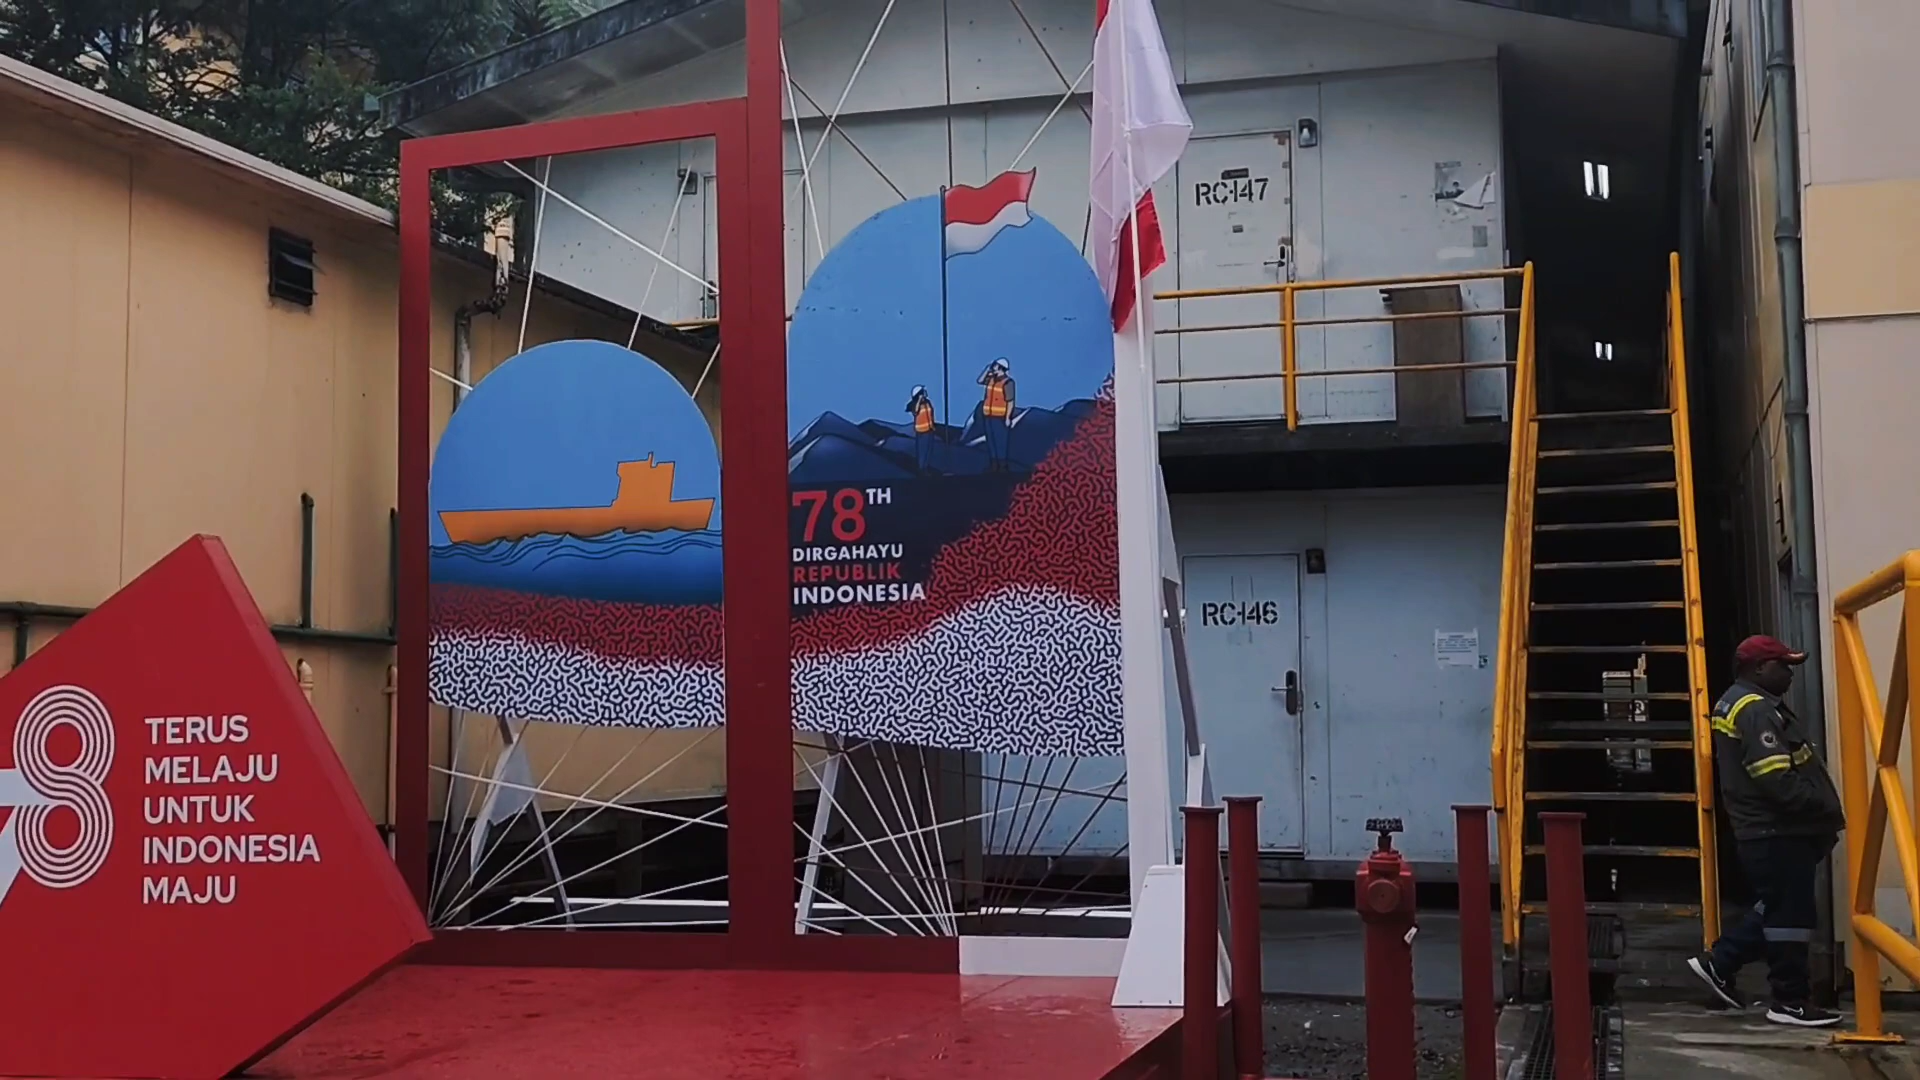 RC-147
78TH
DIRGAHAYU
REPUBLIK
INDONESIA
RC-146
78
TERUS
MELAJU
UNTUK
INDONESIA
MAJU